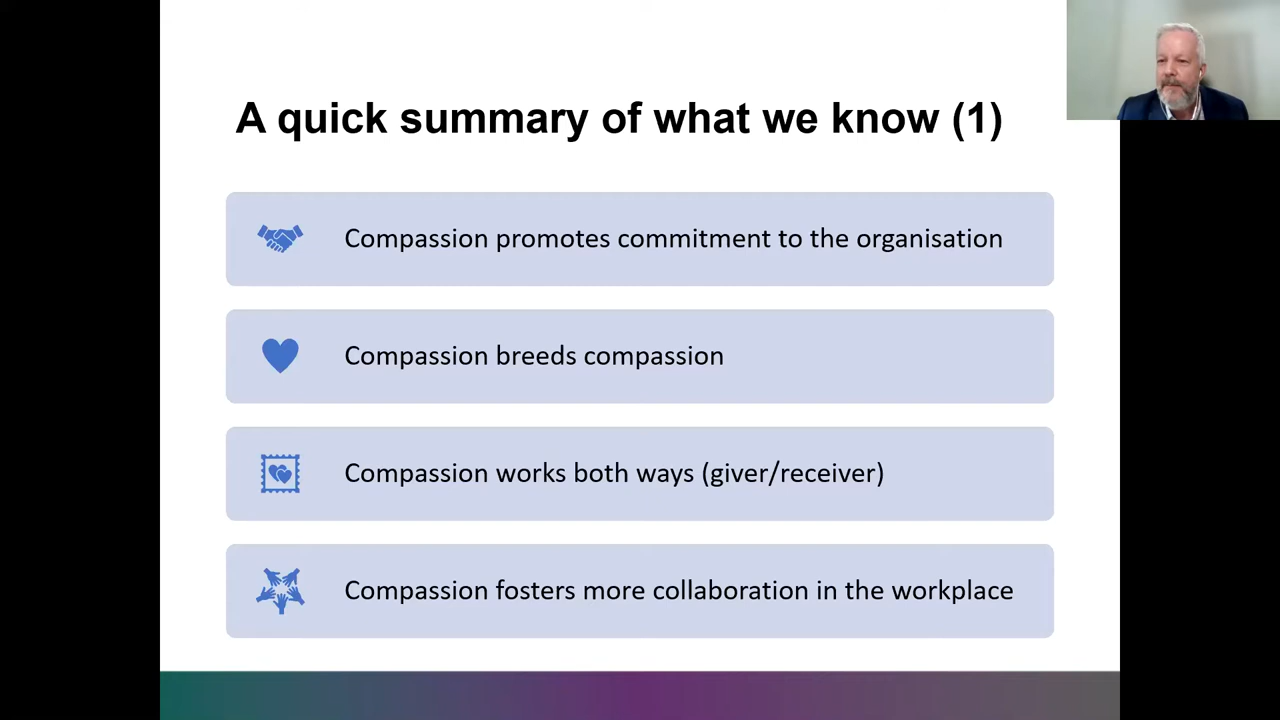 A quick summary of what we know (1)
Compassion promotes commitment to the organisation
Compassion breeds compassion
Compassion works both ways (giver/receiver)
Compassion fosters more collaboration in the workplace